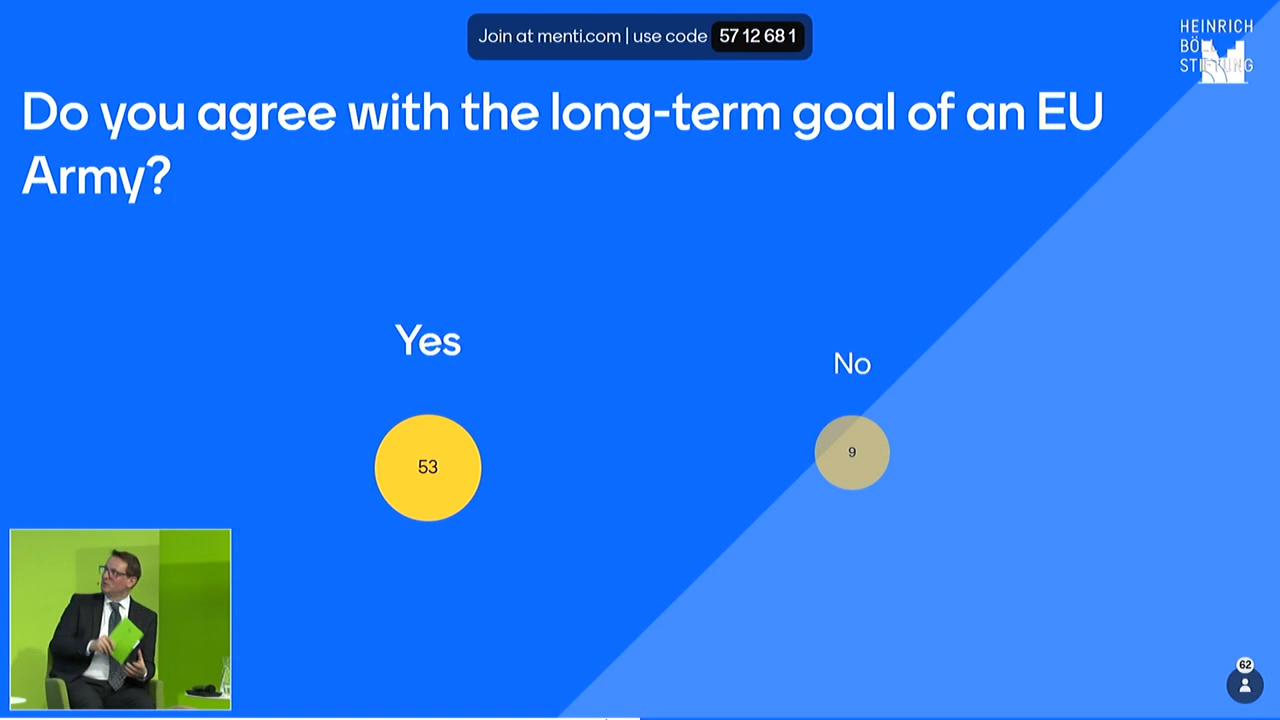 Join at menti.com | use code 57 12 68 1
HEINRICH
BÖLL
STIFTUNG
Do you agree with the long-term goal of an EU
Army?
Yes
No
53
9
62